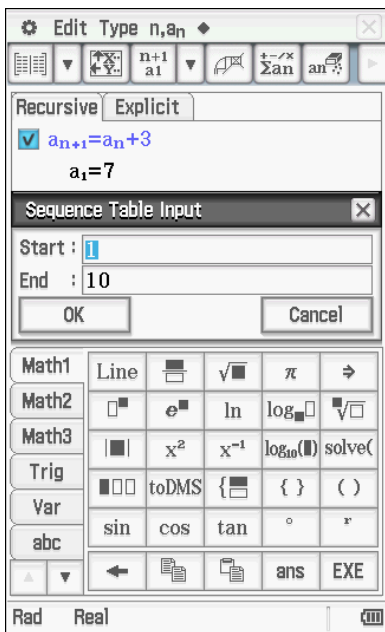 Edit Type n,aₙ
n+1 a1 +-/× Σan an
Recursive Explicit
aₙ₊₁=aₙ+3
a₁=7
Sequence Table Input
Start : 1
End : 10
OK Cancel
Math1 Line √■ π ⇒
Math2 □■ e■ ln log■□ ■√□
Math3 |■| x² x⁻¹ log₁₀(■) solve(
Trig ■□□ toDMS { } ( )
Var sin cos tan ° r
abc
ans EXE
Rad Real